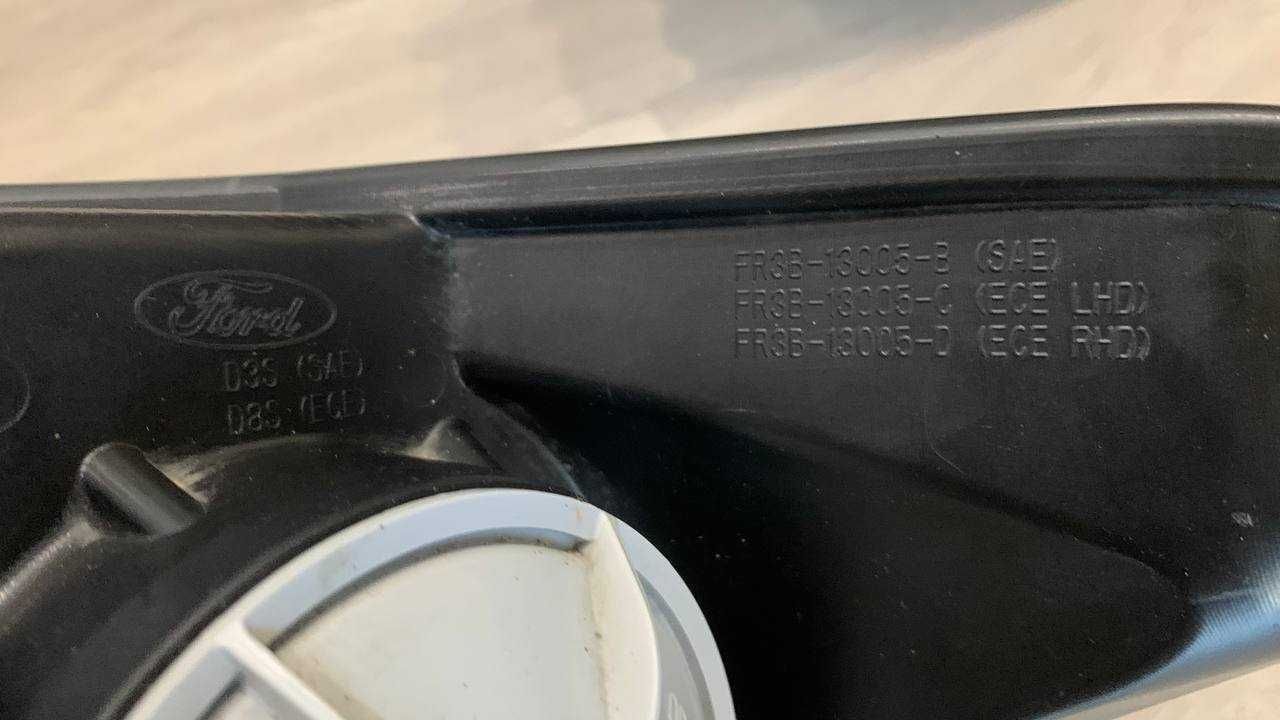 Ford
D3S (SAE)
D8S (ECE)
FR3B-13005-B (SAE)
FR3B-13005-C (ECE LHD)
FR3B-13005-D (ECE RHD)